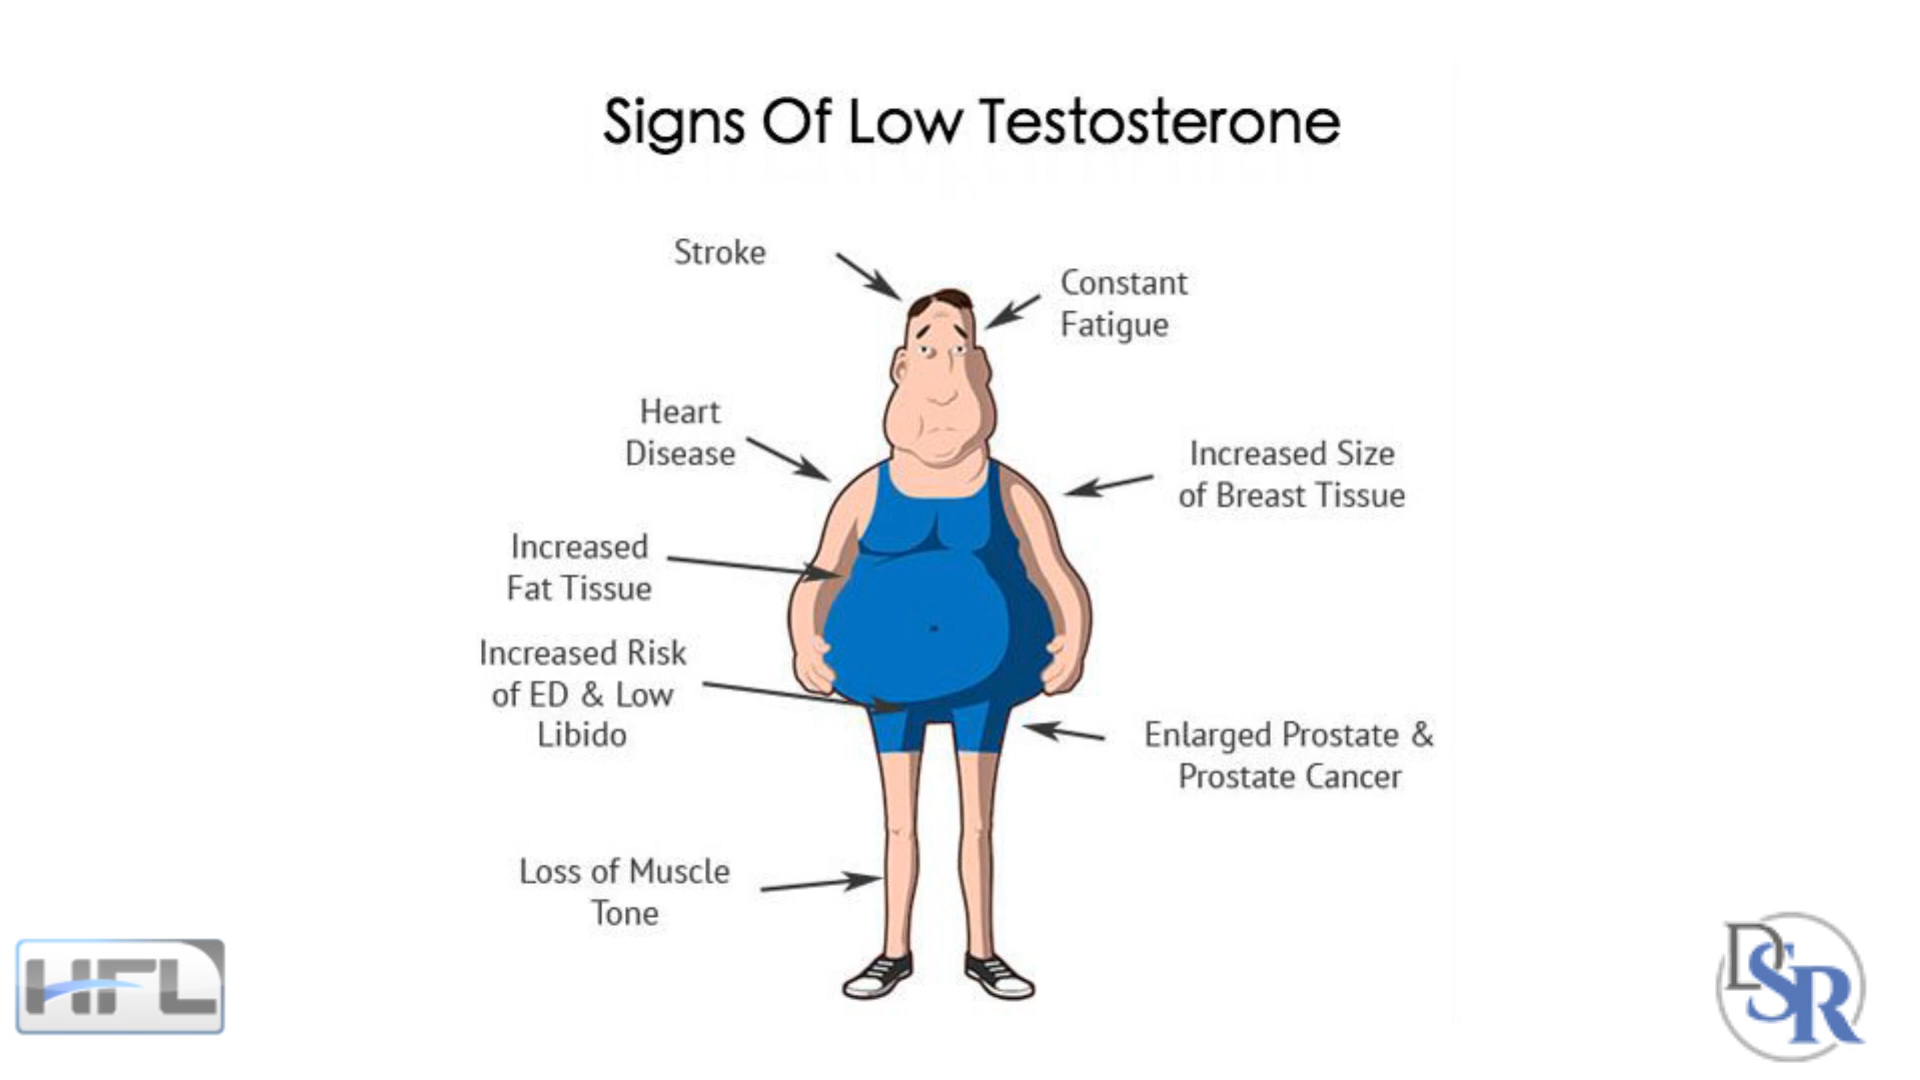 Signs Of Low Testosterone
Stroke
Constant
Fatigue
Heart
Disease
Increased Size
of Breast Tissue
Increased
Fat Tissue
Increased Risk
of ED & Low
Libido
Enlarged Prostate &
Prostate Cancer
Loss of Muscle
Tone
HFL
DSR